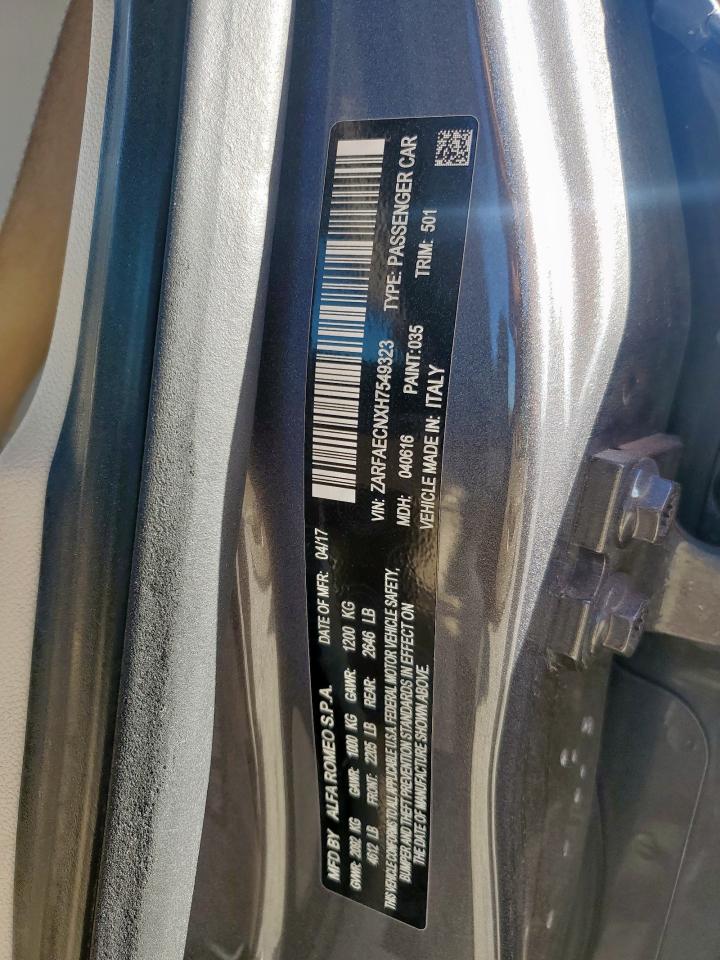 MFD BY ALFA ROMEO S.P.A. DATE OF MFR: 04/17
GVWR: 2092 KG GAWR: 1000 KG GAWR: 1200 KG
4612 LB FRONT: 2205 LB REAR: 2646 LB
THIS VEHICLE CONFORMS TO ALL APPLICABLE U.S.A. FEDERAL MOTOR VEHICLE SAFETY,
BUMPER AND THEFT PREVENTION STANDARDS IN EFFECT ON
THE DATE OF MANUFACTURE SHOWN ABOVE.
VIN: ZARFAECNXH7549323 TYPE: PASSENGER CAR
MDH: 040616 PAINT: 035 TRIM: 501
VEHICLE MADE IN: ITALY